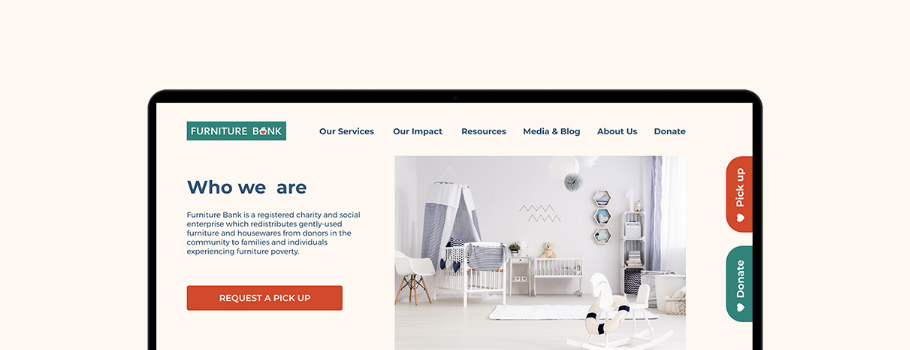 FURNITURE BANK
Our Services
Our Impact
Resources
Media & Blog
About Us
Donate
Who we are
Furniture Bank is a registered charity and social
enterprise which redistributes gently-used
furniture and housewares from donors in the
community to families and individuals
experiencing furniture poverty.
REQUEST A PICK UP
Pick up
Donate